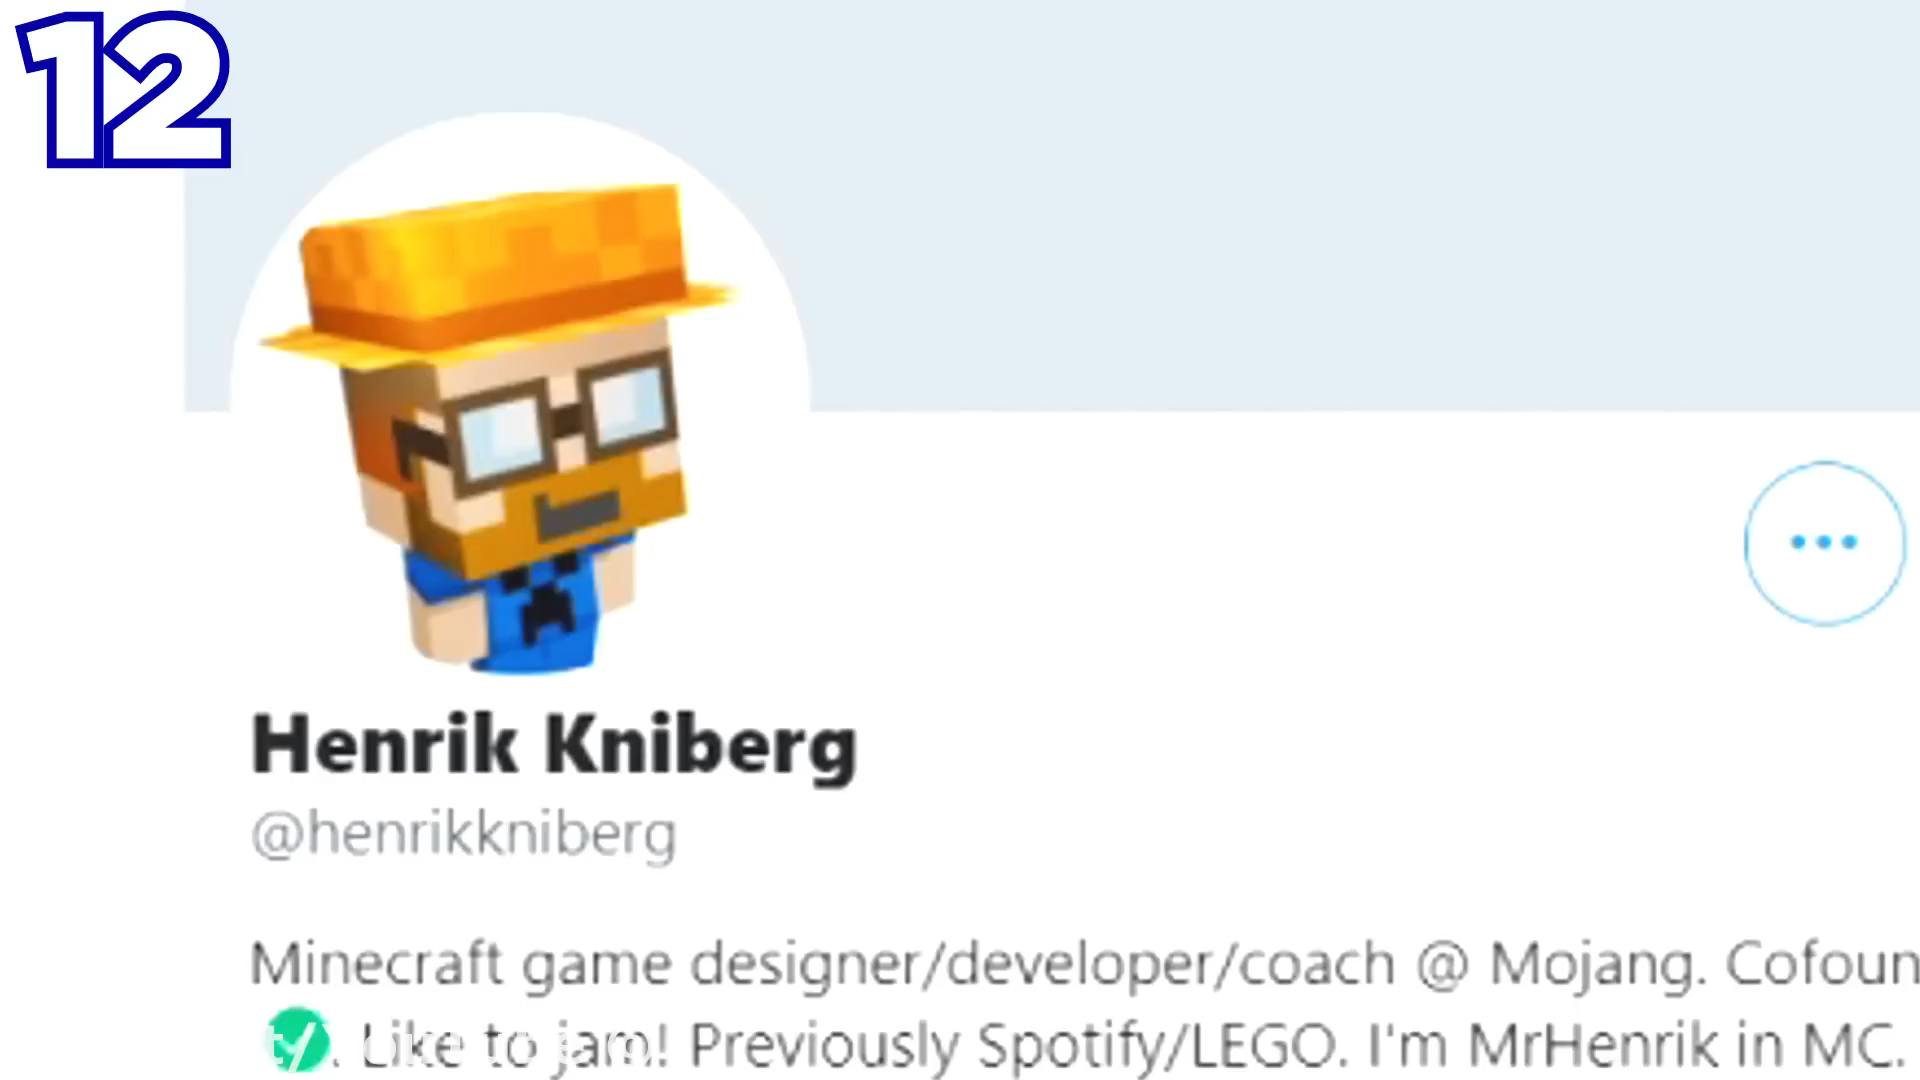 12
Henrik Kniberg
@henrikkniberg
Minecraft game designer/developer/coach @ Mojang. Cofoun
. Like to jam! Previously Spotify/LEGO. I'm MrHenrik in MC.